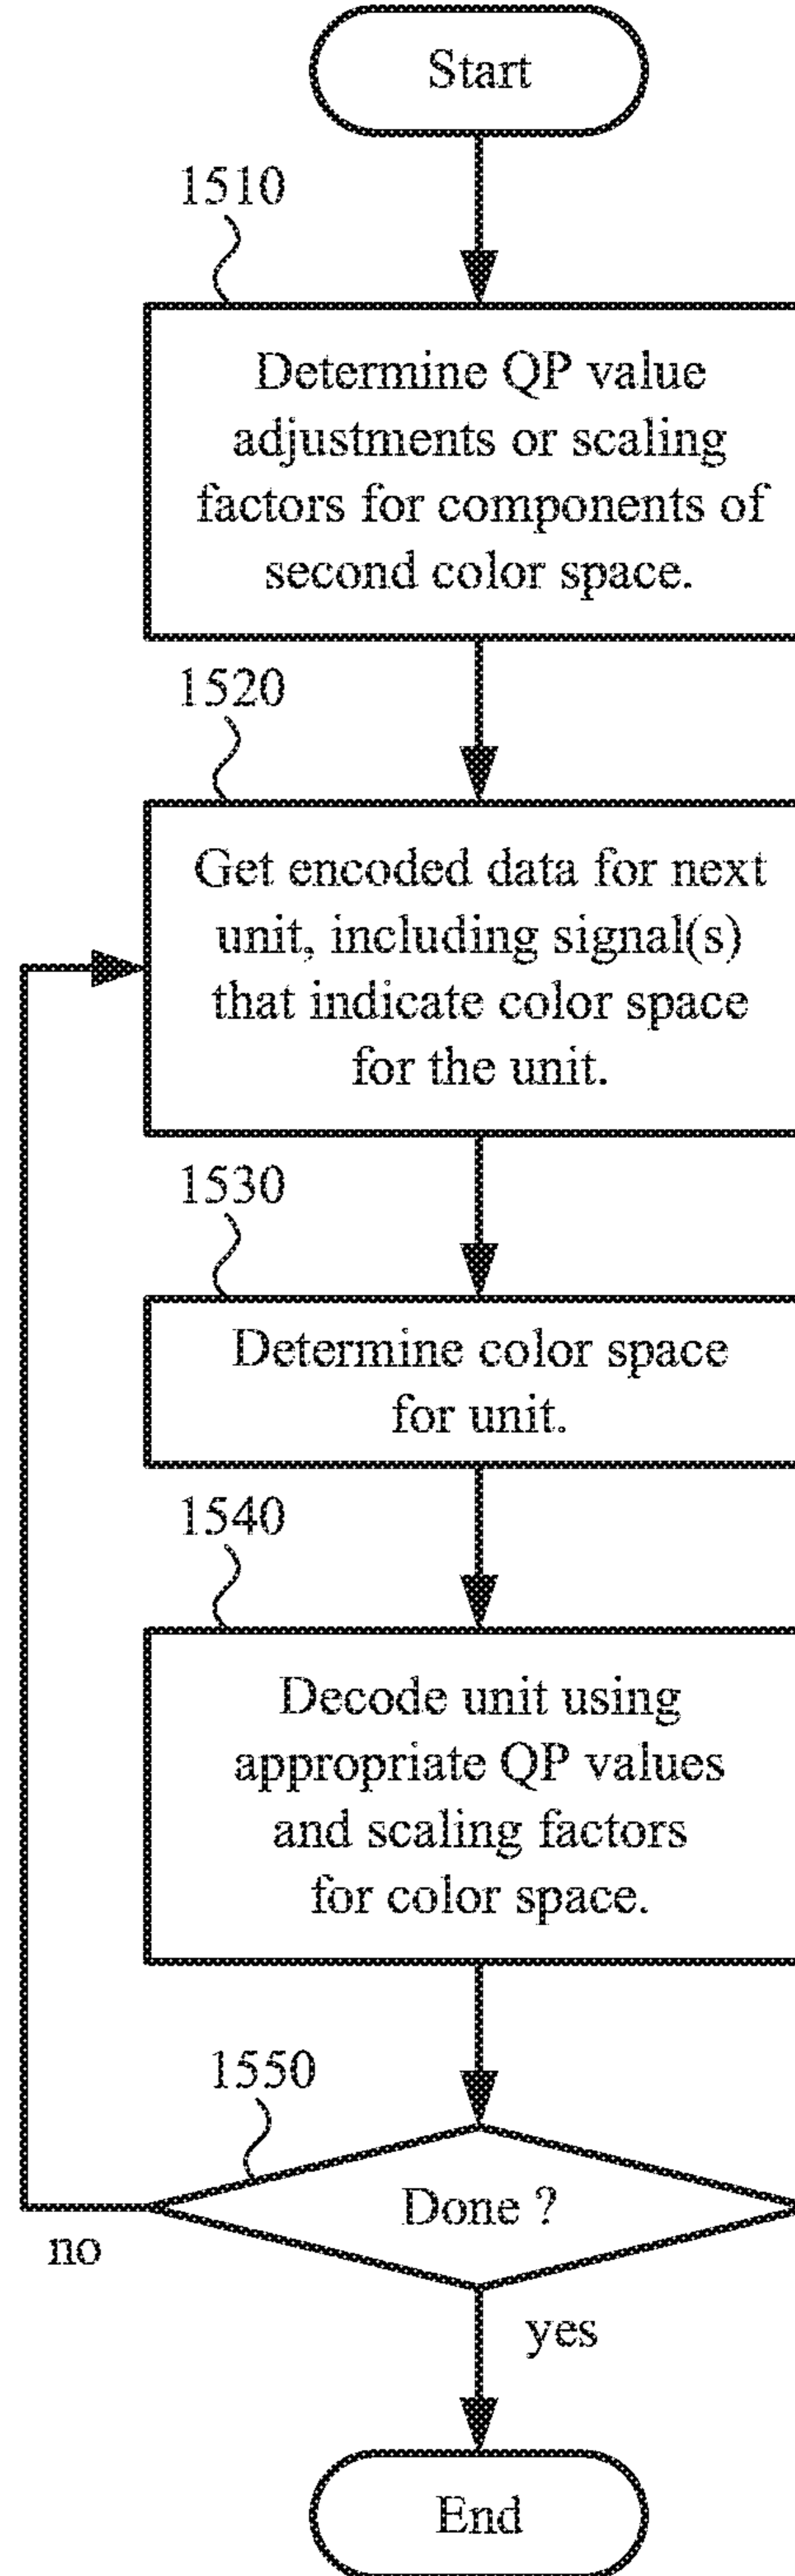 Start
1510
Determine QP value
adjustments or scaling
factors for components of
second color space.
1520
Get encoded data for next
unit, including signal(s)
that indicate color space
for the unit.
1530
Determine color space
for unit.
1540
Decode unit using
appropriate QP values
and scaling factors
for color space.
1550
Done ?
no
yes
End